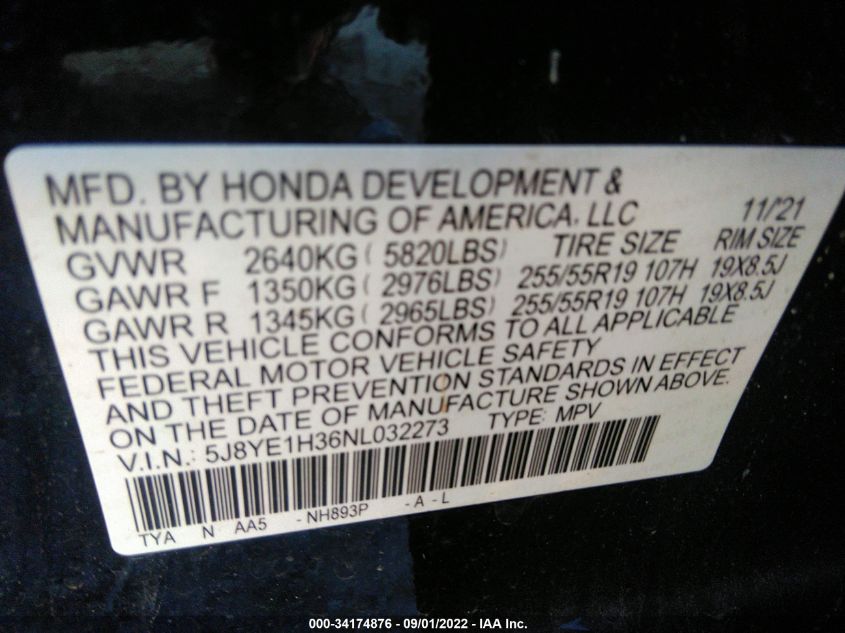 MFD. BY HONDA DEVELOPMENT &
MANUFACTURING OF AMERICA, LLC 11/'21
GVWR 2640KG ( 5820LBS) TIRE SIZE RIM SIZE
GAWR F 1350KG ( 2976LBS) 255/55R19 107H 19X8.5J
GAWR R 1345KG ( 2965LBS) 255/55R19 107H 19X8.5J
THIS VEHICLE CONFORMS TO ALL APPLICABLE
FEDERAL MOTOR VEHICLE SAFETY
AND THEFT PREVENTION STANDARDS IN EFFECT
ON THE DATE OF MANUFACTURE SHOWN ABOVE.
V.I.N.: 5J8YE1H36NL032273 TYPE: MPV
TYA N AA5 - NH893P - A - L
000-34174876 - 09/01/2022 - IAA Inc.